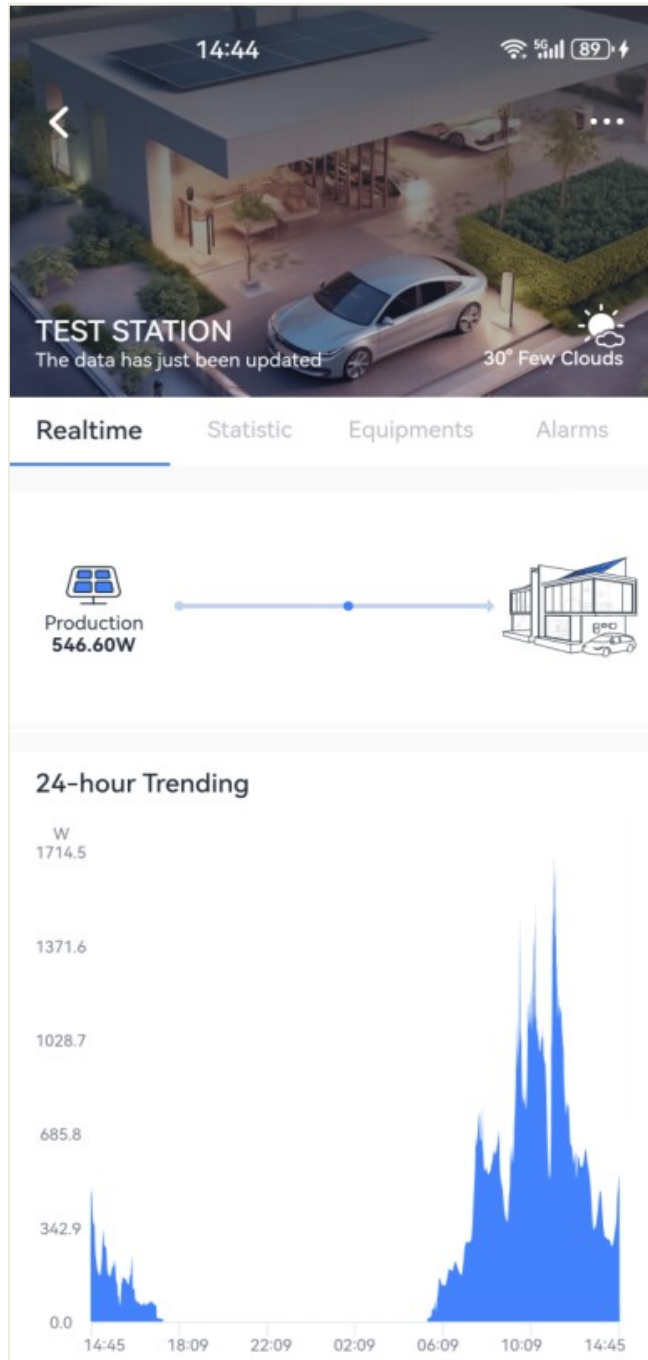 14:44
5G 89
TEST STATION
The data has just been updated
30° Few Clouds
Realtime Statistic Equipments Alarms
Production
546.60W
24-hour Trending
W
1714.5
1371.6
1028.7
685.8
342.9
0.0
14:45 18:09 22:09 02:09 06:09 10:09 14:45